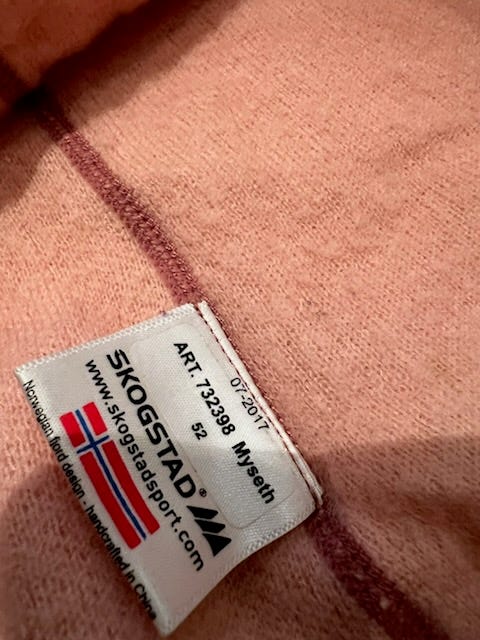 07-2017
ART. 732398 Myseth
52
SKOGSTAD®
www.skogstadsport.com
Norwegian fjord design - handcrafted in China